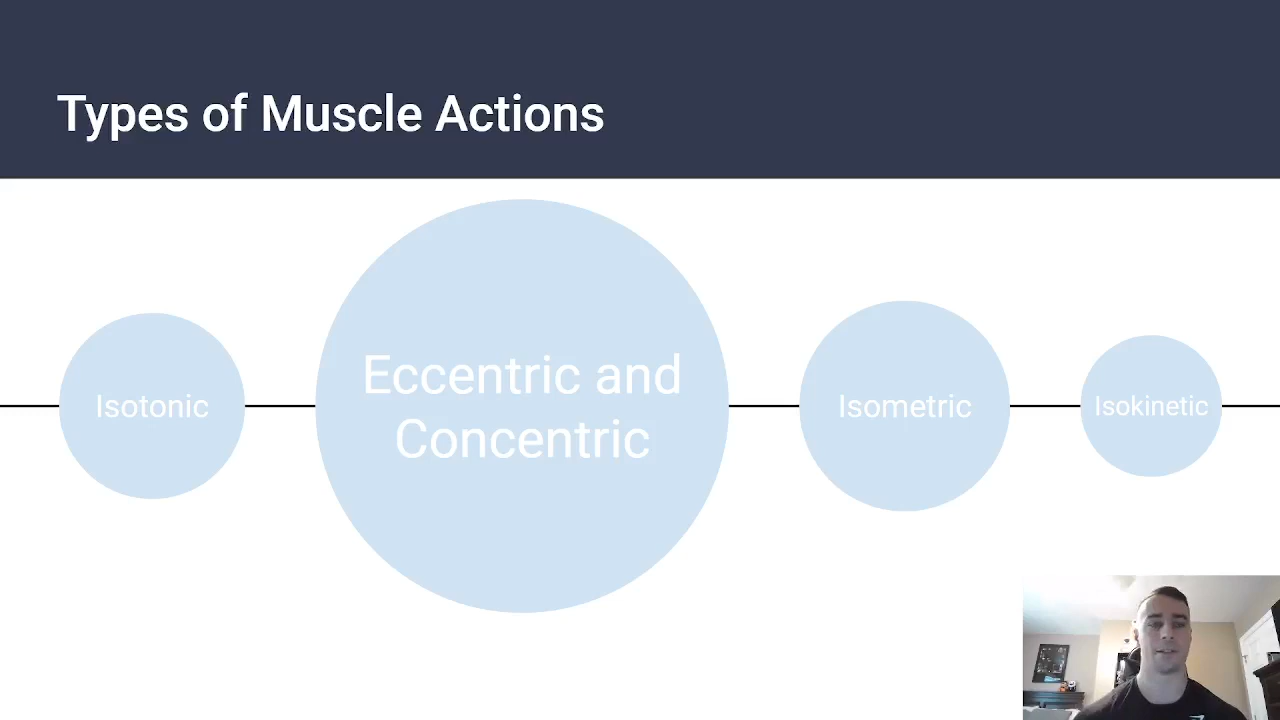 Types of Muscle Actions
Isotonic
Eccentric and
Concentric
Isometric
Isokinetic